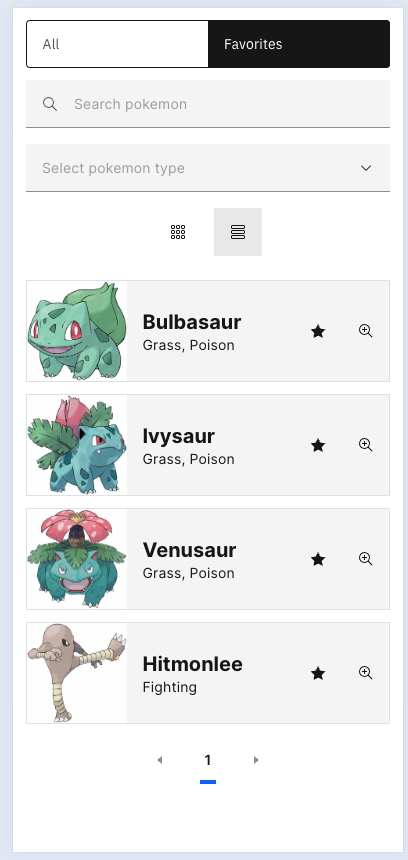 All
Favorites
Search pokemon
Select pokemon type
Bulbasaur
Grass, Poison
Ivysaur
Grass, Poison
Venusaur
Grass, Poison
Hitmonlee
Fighting
1